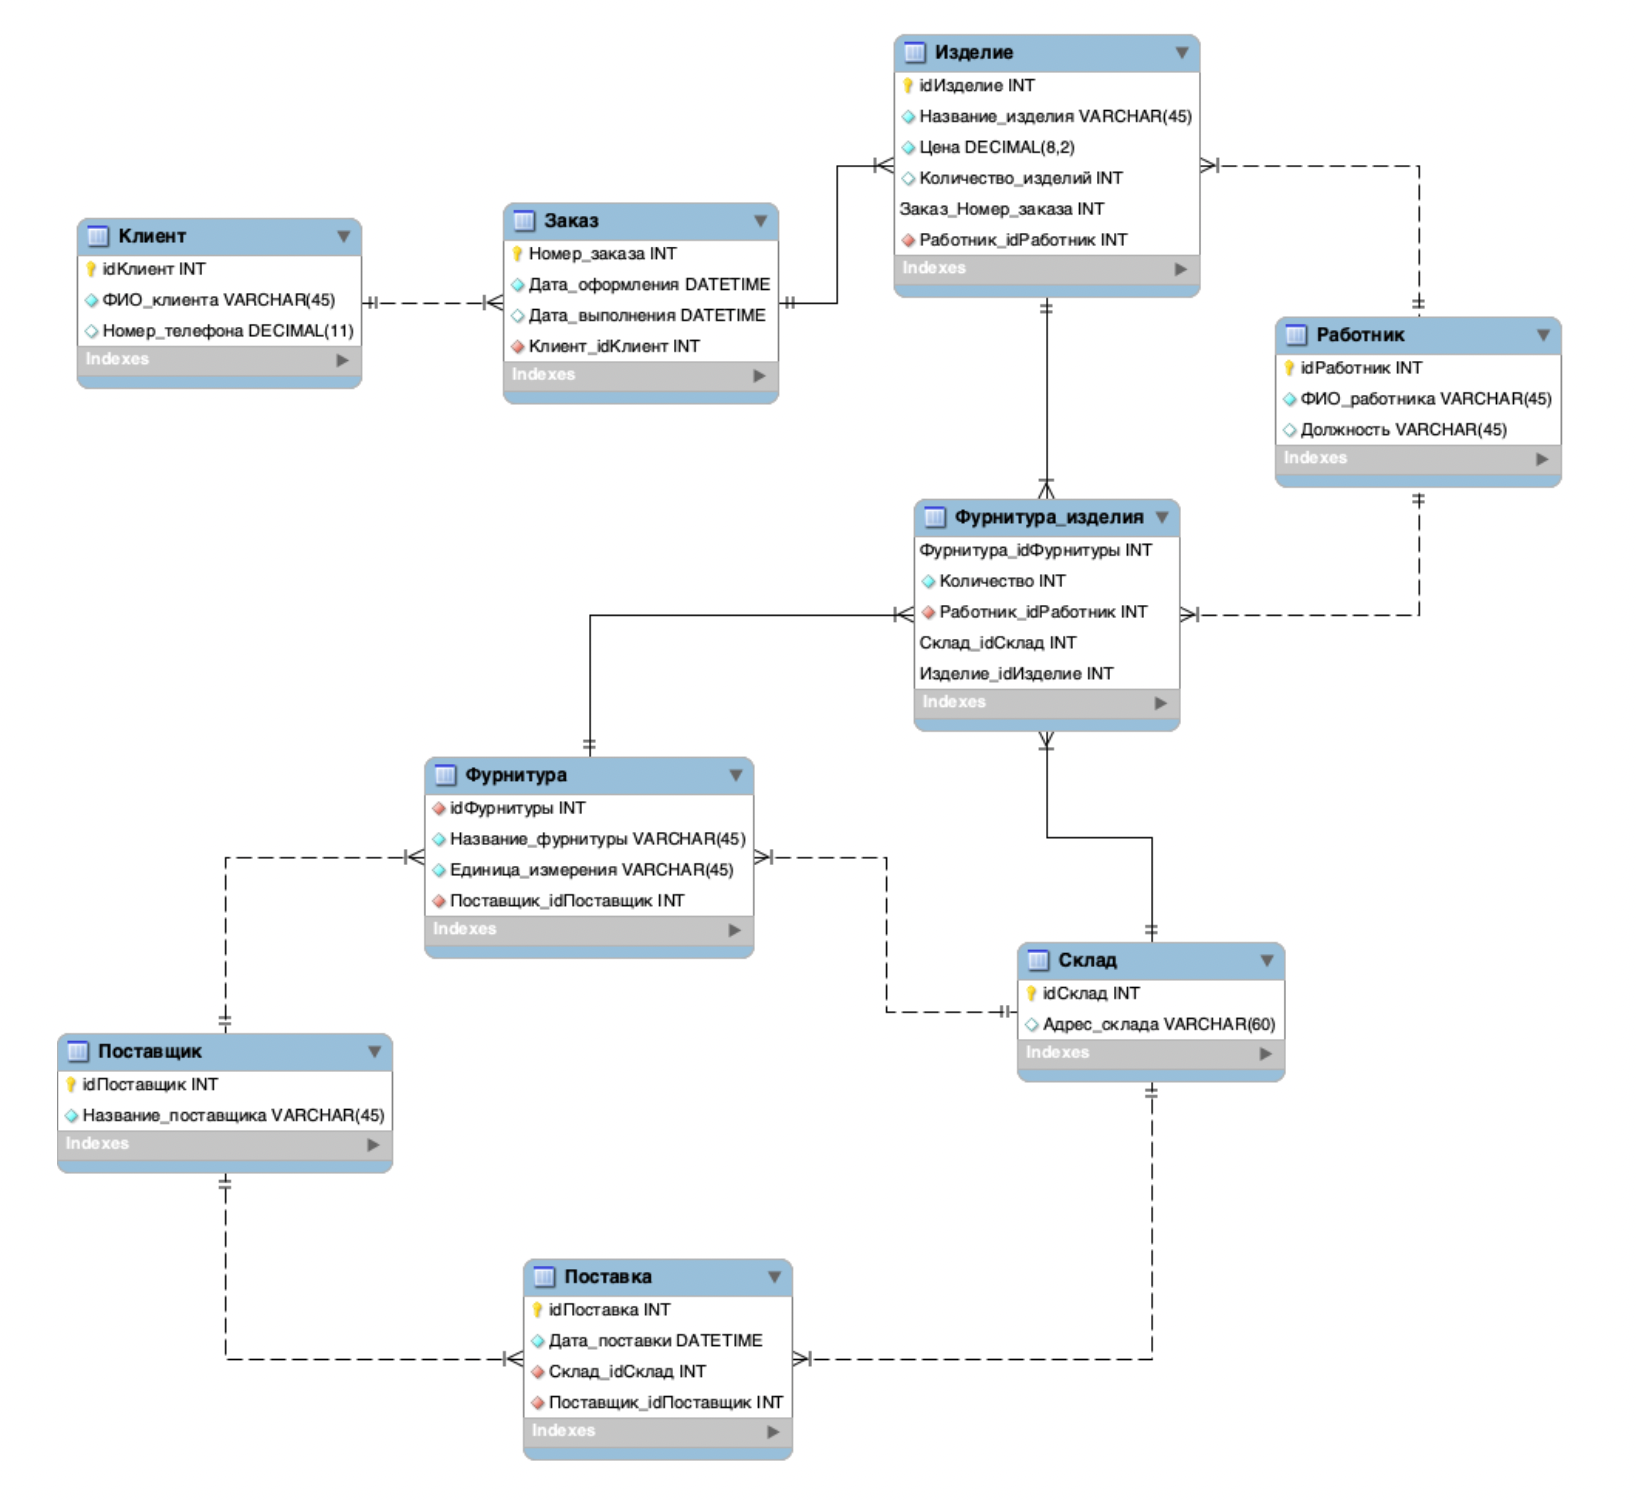 Изделие
idИзделие INT
Название_изделия VARCHAR(45)
Цена DECIMAL(8,2)
Количество_изделий INT
Заказ_Номер_заказа INT
Работник_idРаботник INT
Indexes
Клиент
idКлиент INT
ФИО_клиента VARCHAR(45)
Номер_телефона DECIMAL(11)
Indexes
Заказ
Номер_заказа INT
Дата_оформления DATETIME
Дата_выполнения DATETIME
Клиент_idКлиент INT
Indexes
Работник
idРаботник INT
ФИО_работника VARCHAR(45)
Должность VARCHAR(45)
Indexes
Фурнитура_изделия
Фурнитура_idФурнитуры INT
Количество INT
Работник_idРаботник INT
Склад_idСклад INT
Изделие_idИзделие INT
Indexes
Фурнитура
idФурнитуры INT
Название_фурнитуры VARCHAR(45)
Единица_измерения VARCHAR(45)
Поставщик_idПоставщик INT
Indexes
Склад
idСклад INT
Адрес_склада VARCHAR(60)
Indexes
Поставщик
idПоставщик INT
Название_поставщика VARCHAR(45)
Indexes
Поставка
idПоставка INT
Дата_поставки DATETIME
Склад_idСклад INT
Поставщик_idПоставщик INT
Indexes